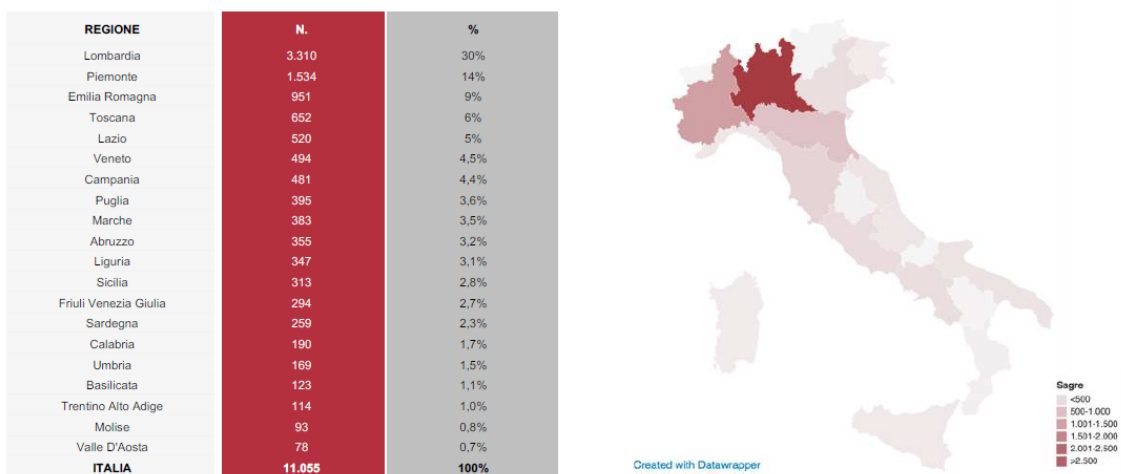 REGIONE N. %
Lombardia 3.310 30%
Piemonte 1.534 14%
Emilia Romagna 951 9%
Toscana 652 6%
Lazio 520 5%
Veneto 494 4,5%
Campania 481 4,4%
Puglia 395 3,6%
Marche 383 3,5%
Abruzzo 355 3,2%
Liguria 347 3,1%
Sicilia 313 2,8%
Friuli Venezia Giulia 294 2,7%
Sardegna 259 2,3%
Calabria 190 1,7%
Umbria 169 1,5%
Basilicata 123 1,1%
Trentino Alto Adige 114 1,0%
Molise 93 0,8%
Valle D'Aosta 78 0,7%
ITALIA 11.055 100%
Sagre
<500
500-1.000
1.001-1.500
1.501-2.000
2.001-2.500
>2.500
Created with Datawrapper